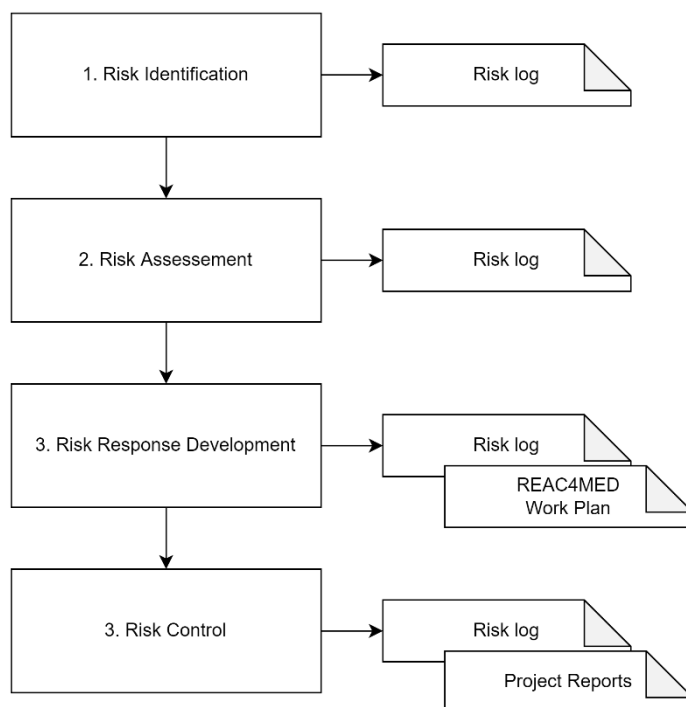 1. Risk Identification
Risk log
2. Risk Assessement
Risk log
3. Risk Response Development
Risk log
REAC4MED
Work Plan
3. Risk Control
Risk log
Project Reports